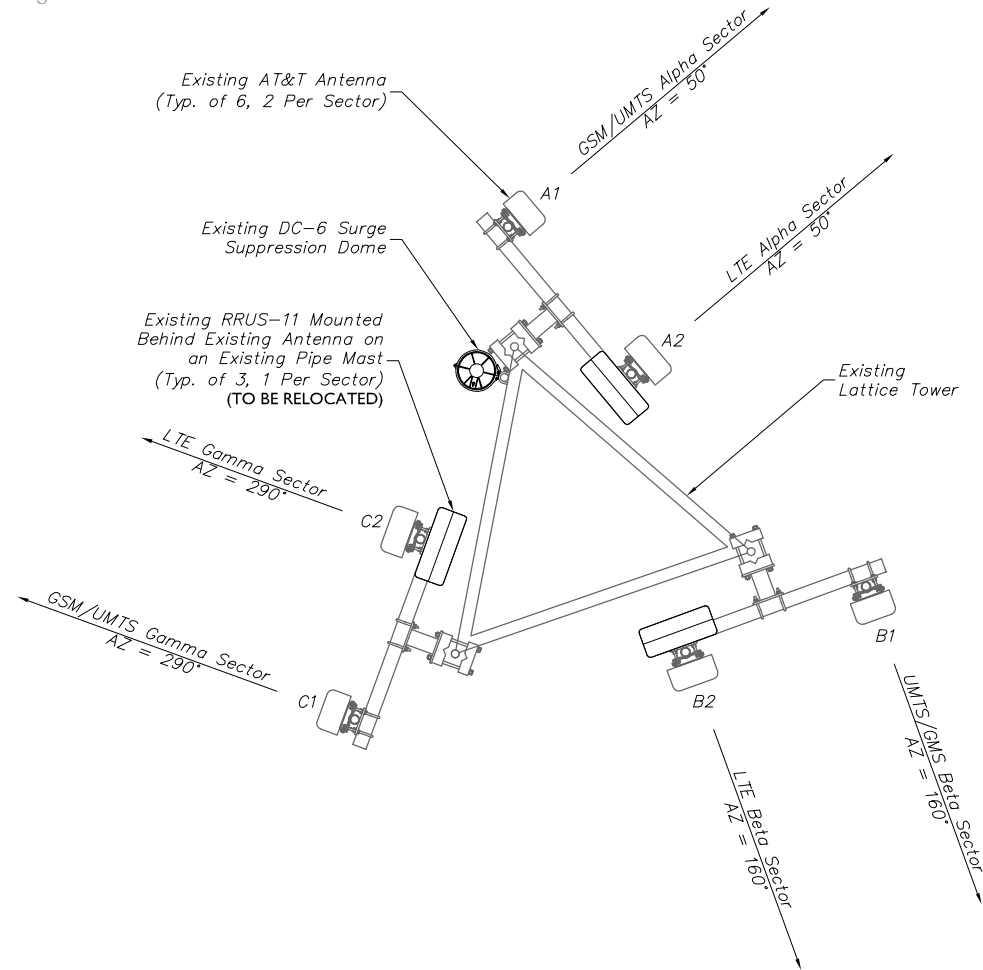 GSM/UMTS Alpha Sector
AZ = 50°
Existing AT&T Antenna
(Typ. of 6, 2 Per Sector)
A1
LTE Alpha Sector
AZ = 50°
Existing DC-6 Surge
Suppression Dome
Existing RRUS-11 Mounted
Behind Existing Antenna on
an Existing Pipe Mast
(Typ. of 3, 1 Per Sector)
(TO BE RELOCATED)
A2
Existing
Lattice Tower
LTE Gamma Sector
AZ = 290°
C2
GSM/UMTS Gamma Sector
AZ = 290°
C1
B1
B2
UMTS/GMS Beta Sector
AZ = 160°
LTE Beta Sector
AZ = 160°